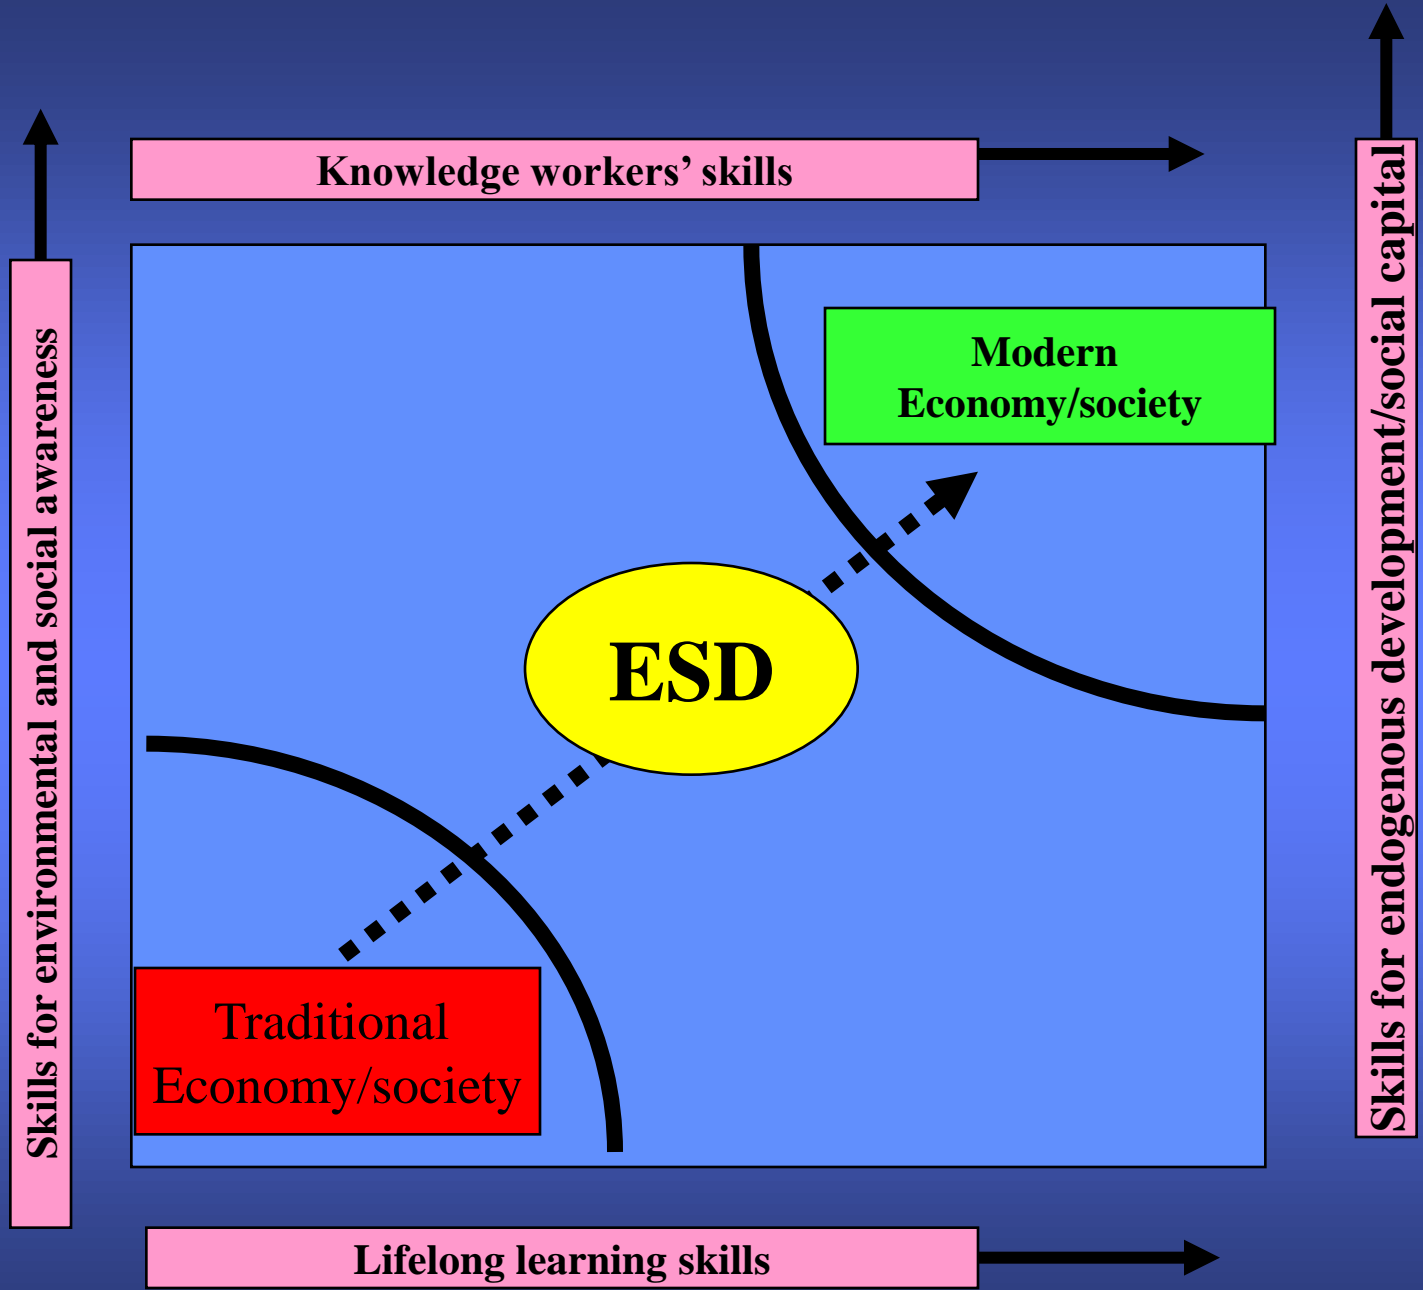 Knowledge workers’ skills
Skills for environmental and social awareness
Skills for endogenous development/social capital
Modern
Economy/society
ESD
Traditional
Economy/society
Lifelong learning skills